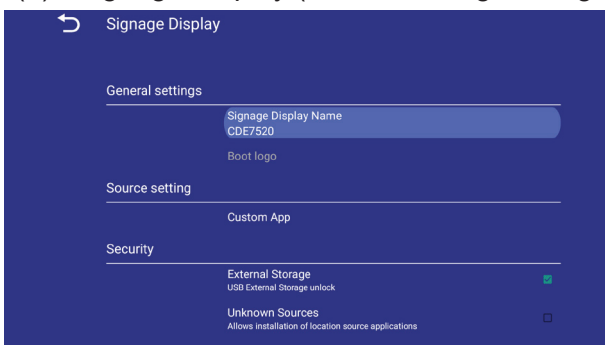 Signage Display
General settings
Signage Display Name
CDE7520
Boot logo
Source setting
Custom App
Security
External Storage
USB External Storage unlock
Unknown Sources
Allows installation of location source applications